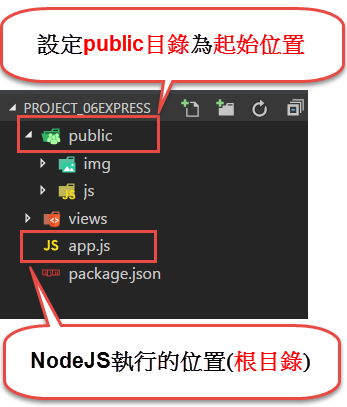 設定public目錄為起始位置
PROJECT_06EXPRESS
public
img
JS js
views
JS app.js
npm package.json
NodeJS執行的位置(根目錄)